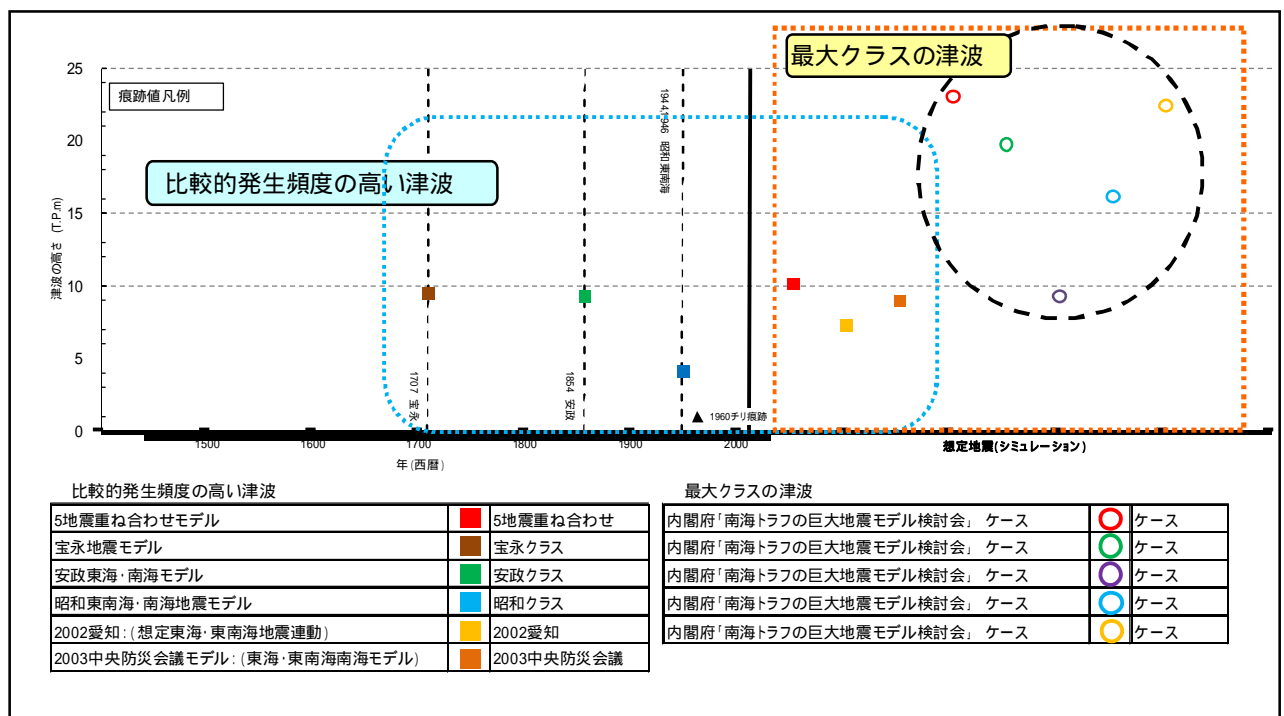 最大クラスの津波
25
痕跡値凡例
1944,1946 昭和東南海
20
比較的発生頻度の高い津波
15
津波の高さ (T.P.m)
10
5
1707 宝永
1854 安政
▲ 1960チリ痕跡
0
1500 1600 1700 1800 1900 2000 想定地震(シミュレーション)
年(西暦)
比較的発生頻度の高い津波
5地震重ね合わせモデル 5地震重ね合わせ
宝永地震モデル 宝永クラス
安政東海・南海モデル 安政クラス
昭和東南海・南海地震モデル 昭和クラス
2002愛知:(想定東海・東南海地震連動) 2002愛知
2003中央防災会議モデル:(東海・東南海南海モデル) 2003中央防災会議
最大クラスの津波
内閣府「南海トラフの巨大地震モデル検討会」 ケース ケース
内閣府「南海トラフの巨大地震モデル検討会」 ケース ケース
内閣府「南海トラフの巨大地震モデル検討会」 ケース ケース
内閣府「南海トラフの巨大地震モデル検討会」 ケース ケース
内閣府「南海トラフの巨大地震モデル検討会」 ケース ケース